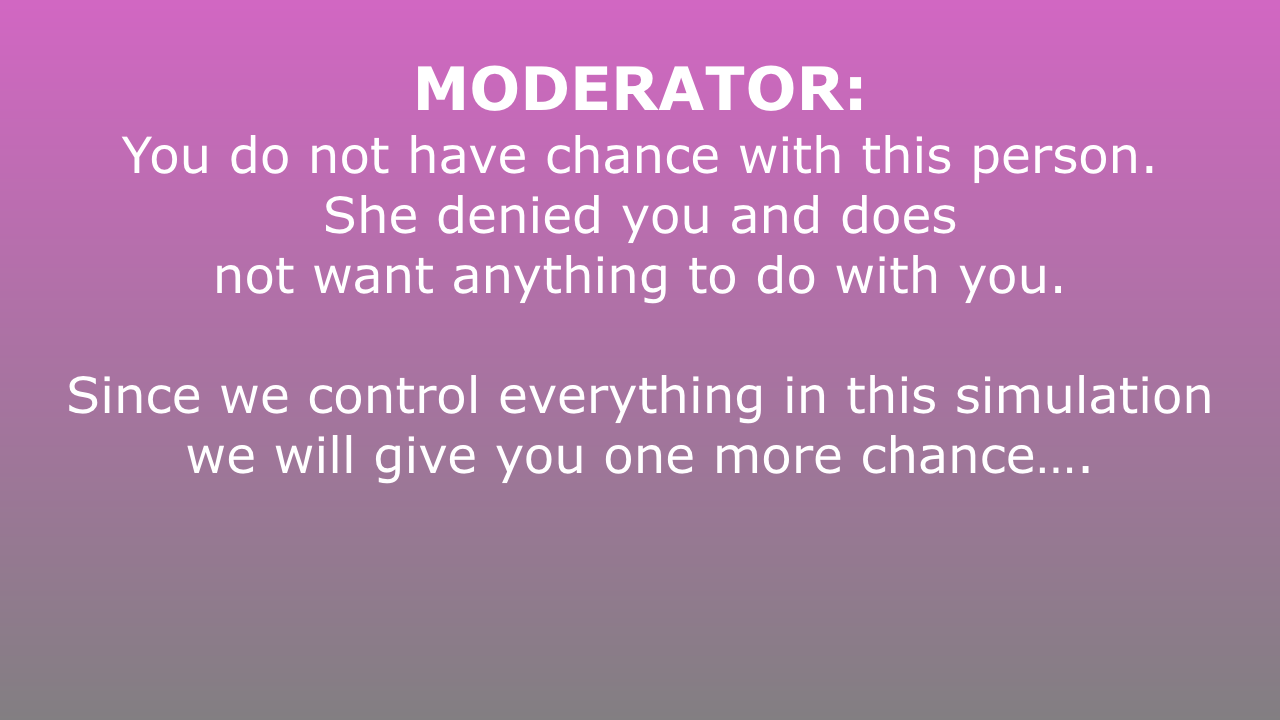 MODERATOR:
You do not have chance with this person.
She denied you and does
not want anything to do with you.
Since we control everything in this simulation
we will give you one more chance….